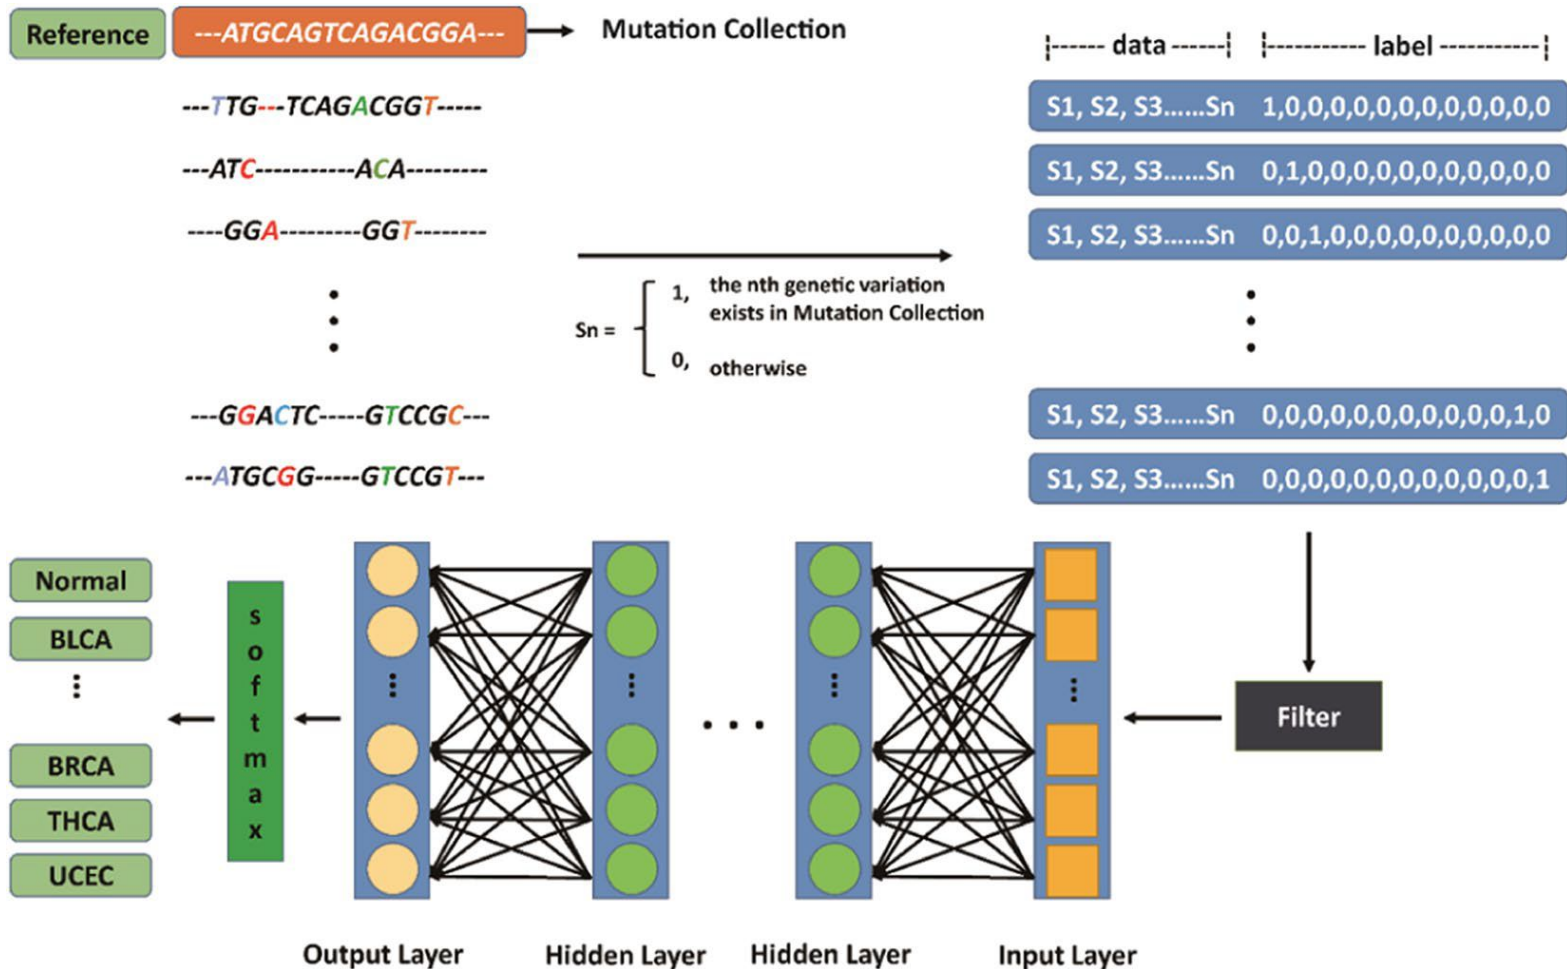 Reference
---ATGCAGTCAGACGGA---
Mutation Collection
|------ data ------|
|---------- label -----------|
---TTG---TCAGACGGT-----
S1, S2, S3......Sn 1,0,0,0,0,0,0,0,0,0,0,0,0
---ATC-----------ACA---------
S1, S2, S3......Sn 0,1,0,0,0,0,0,0,0,0,0,0,0
----GGA---------GGT--------
S1, S2, S3......Sn 0,0,1,0,0,0,0,0,0,0,0,0,0
Sn =
1, the nth genetic variation
exists in Mutation Collection
0, otherwise
---GGACTC-----GTCCGC---
S1, S2, S3......Sn 0,0,0,0,0,0,0,0,0,0,0,1,0
---ATGCGG-----GTCCGT---
S1, S2, S3......Sn 0,0,0,0,0,0,0,0,0,0,0,0,1
Normal
BLCA
BRCA
THCA
UCEC
softmax
Filter
Output Layer
Hidden Layer
Hidden Layer
Input Layer